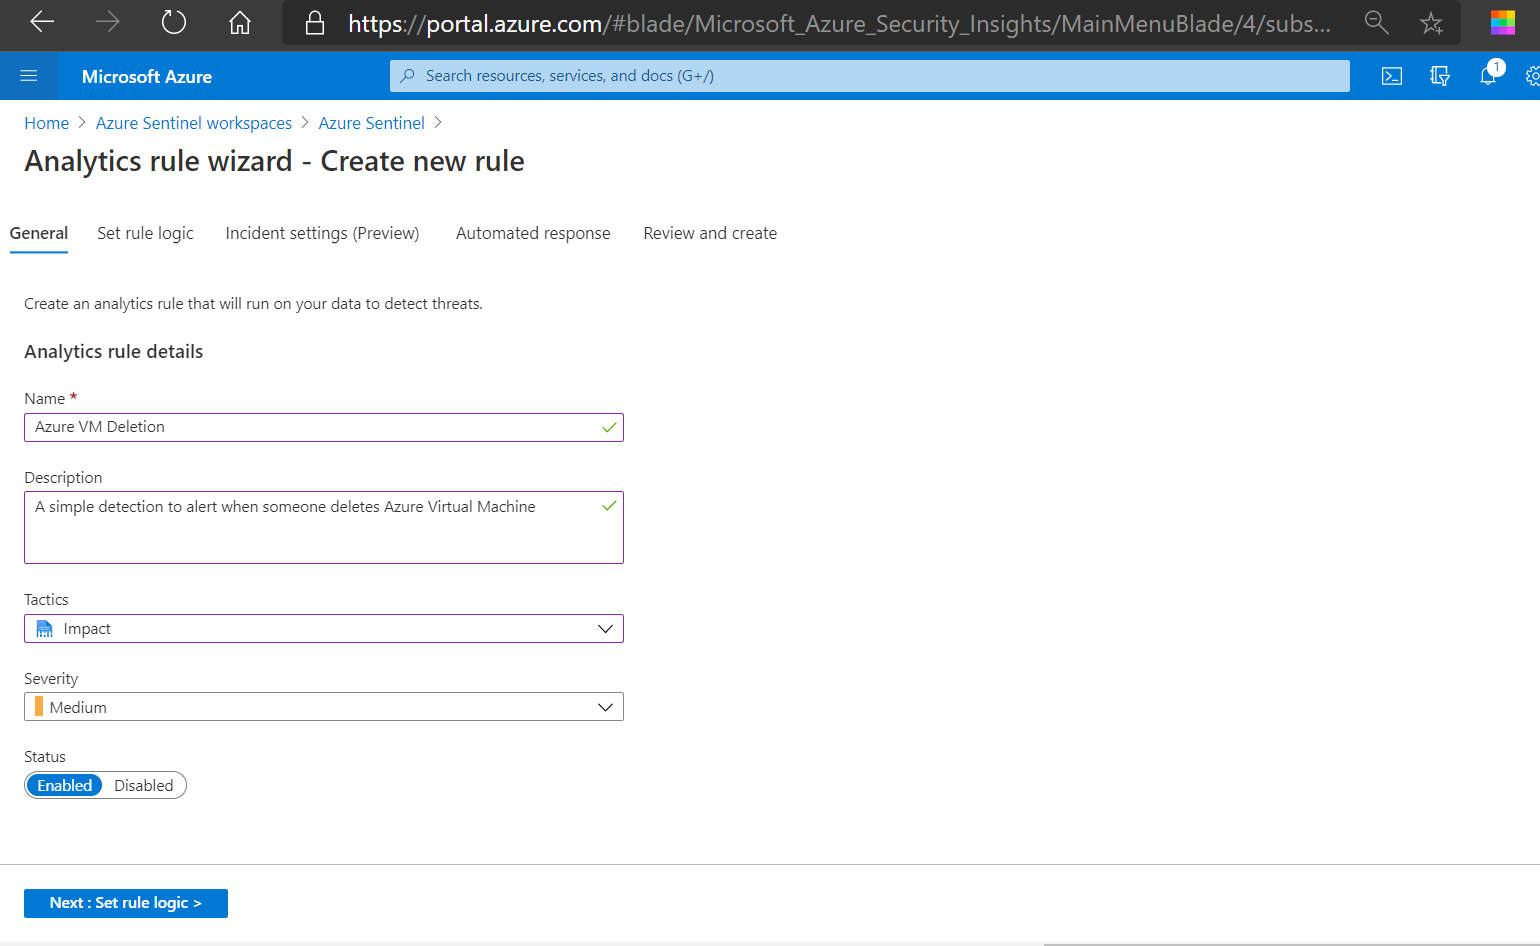 https://portal.azure.com/#blade/Microsoft_Azure_Security_Insights/MainMenuBlade/4/subs...
Microsoft Azure
Search resources, services, and docs (G+/)
1
Home > Azure Sentinel workspaces > Azure Sentinel >
Analytics rule wizard - Create new rule
General Set rule logic Incident settings (Preview) Automated response Review and create
Create an analytics rule that will run on your data to detect threats.
Analytics rule details
Name *
Azure VM Deletion
Description
A simple detection to alert when someone deletes Azure Virtual Machine
Tactics
Impact
Severity
Medium
Status
Enabled Disabled
Next : Set rule logic >